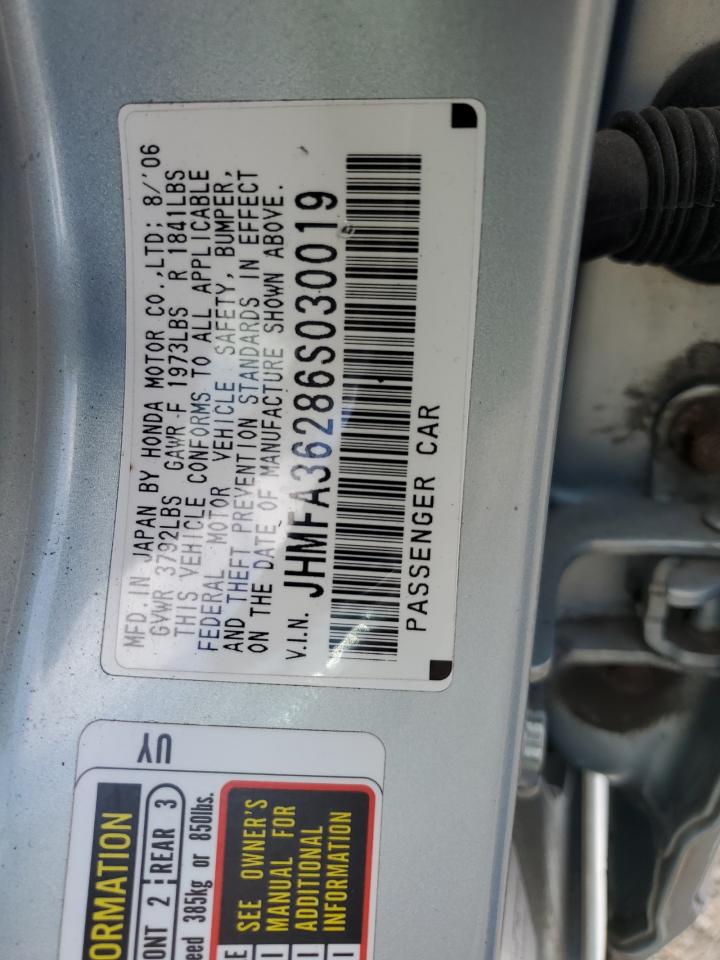 MFD. IN JAPAN BY HONDA MOTOR CO.,LTD; 8/'06
GVWR 3792LBS GAWR F 1973LBS R 1841LBS
THIS VEHICLE CONFORMS TO ALL APPLICABLE
FEDERAL MOTOR VEHICLE SAFETY, BUMPER,
AND THEFT PREVENTION STANDARDS IN EFFECT
ON THE DATE OF MANUFACTURE SHOWN ABOVE.
V.I.N. JHMFA36286S030019
PASSENGER CAR
UY
ORMATION
ONT 2 REAR 3
eed 385kg or 850lbs.
SEE OWNER'S
MANUAL FOR
ADDITIONAL
INFORMATION